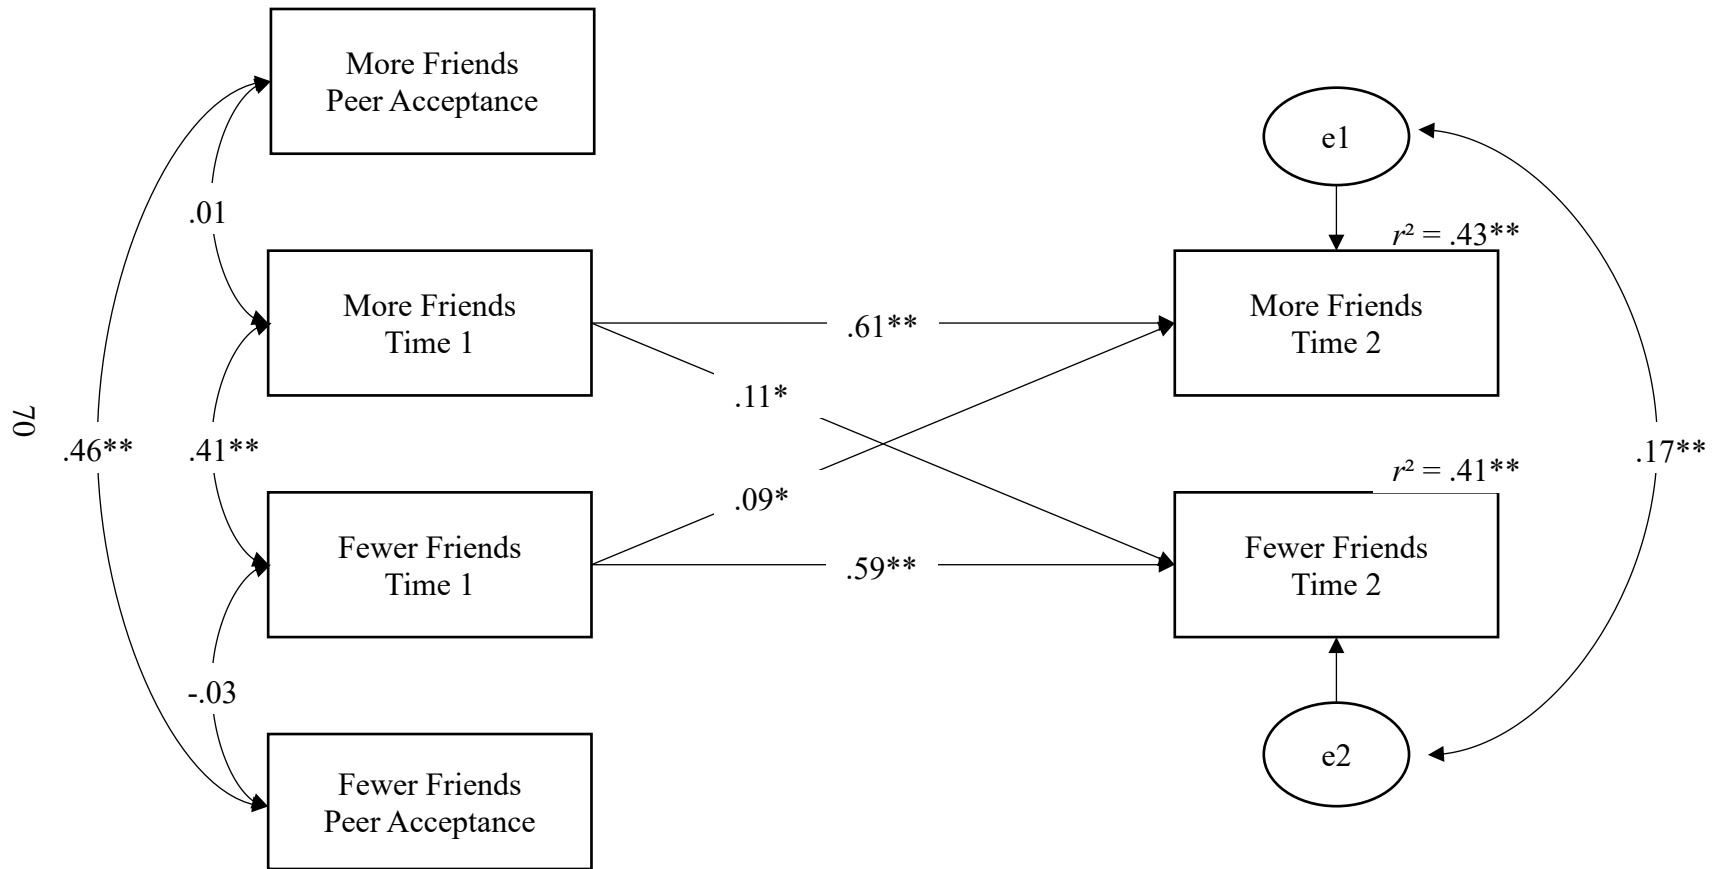 More Friends
Peer Acceptance
e1
.01
r² = .43**
More Friends
Time 1
.61**
More Friends
Time 2
.11*
70
.46**
.41**
.17**
r² = .41**
.09*
Fewer Friends
Time 1
.59**
Fewer Friends
Time 2
-.03
e2
Fewer Friends
Peer Acceptance